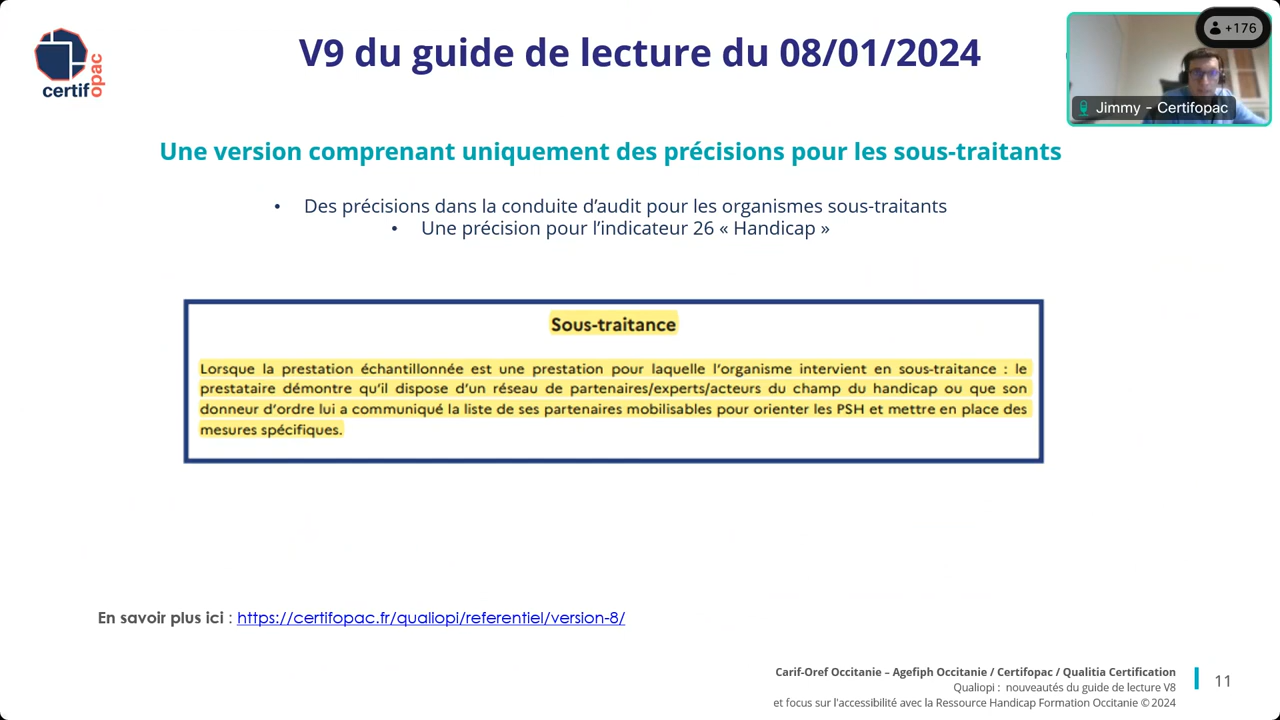 certifopac
V9 du guide de lecture du 08/01/2024
+176
Jimmy - Certifopac
Une version comprenant uniquement des précisions pour les sous-traitants
• Des précisions dans la conduite d’audit pour les organismes sous-traitants
• Une précision pour l’indicateur 26 « Handicap »
Sous-traitance
Lorsque la prestation échantillonnée est une prestation pour laquelle l’organisme intervient en sous-traitance : le
prestataire démontre qu’il dispose d’un réseau de partenaires/experts/acteurs du champ du handicap ou que son
donneur d’ordre lui a communiqué la liste de ses partenaires mobilisables pour orienter les PSH et mettre en place des
mesures spécifiques.
En savoir plus ici : https://certifopac.fr/qualiopi/referentiel/version-8/
Carif-Oref Occitanie – Agefiph Occitanie / Certifopac / Qualitia Certification
Qualiopi : nouveautés du guide de lecture V8
et focus sur l'accessibilité avec la Ressource Handicap Formation Occitanie © 2024
11